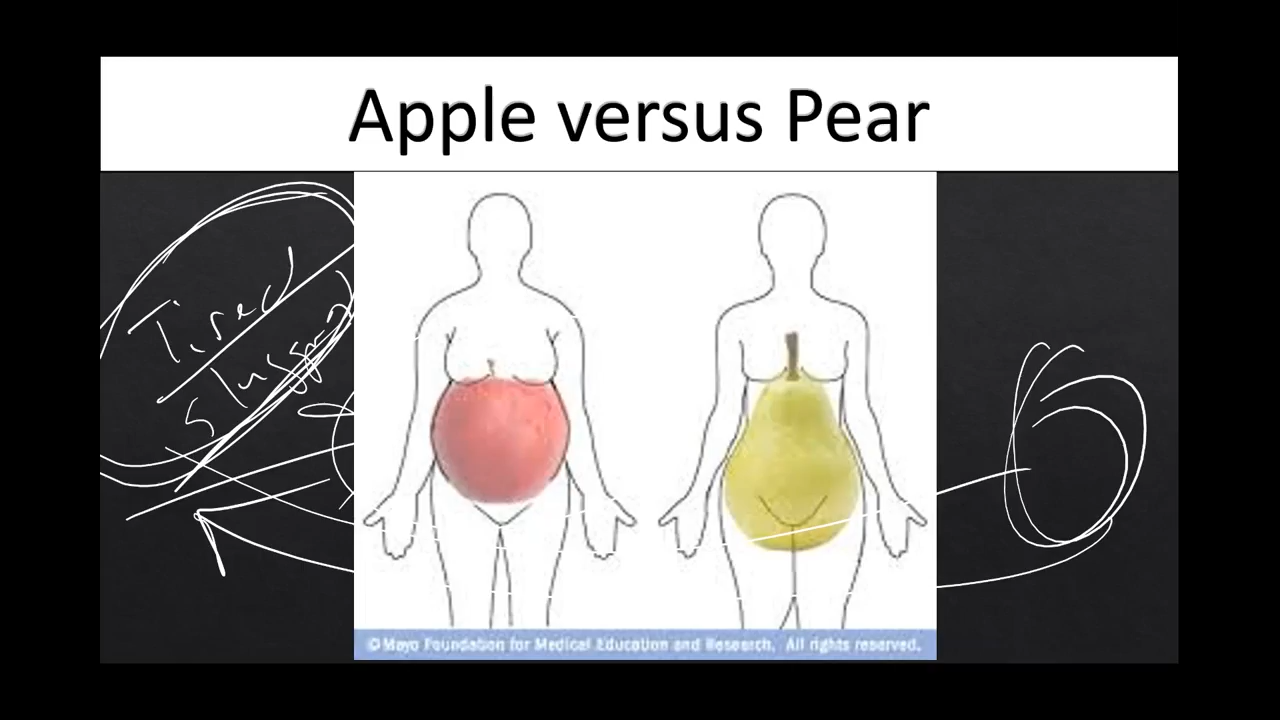 Apple versus Pear
Tired
©Mayo Foundation for Medical Education and Research. All rights reserved.